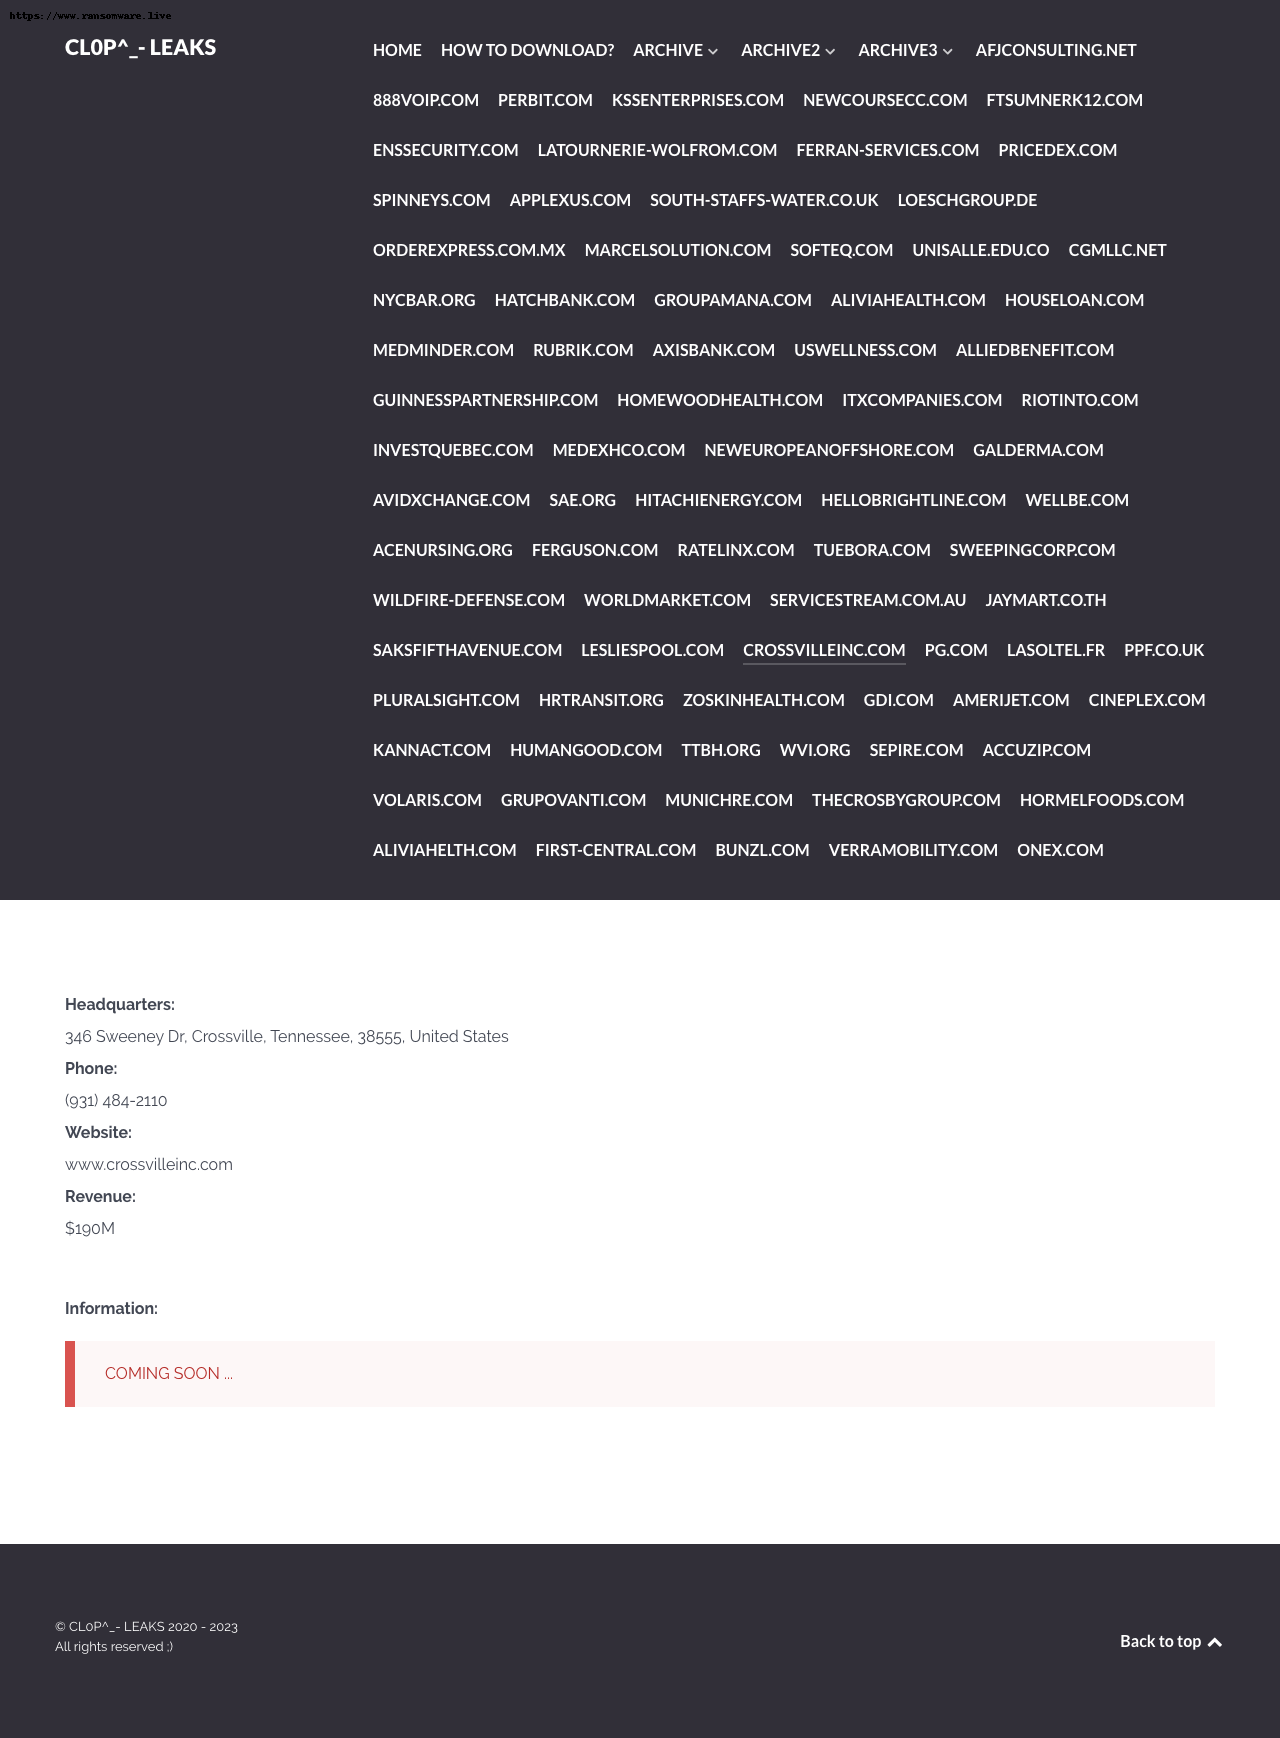 https://www.ransomware.live
CL0P^_- LEAKS
HOME HOW TO DOWNLOAD? ARCHIVE ARCHIVE2 ARCHIVE3 AFJCONSULTING.NET
888VOIP.COM PERBIT.COM KSSENTERPRISES.COM NEWCOURSECC.COM FTSUMNERK12.COM
ENSSECURITY.COM LATOURNERIE-WOLFROM.COM FERRAN-SERVICES.COM PRICEDEX.COM
SPINNEYS.COM APPLEXUS.COM SOUTH-STAFFS-WATER.CO.UK LOESCHGROUP.DE
ORDEREXPRESS.COM.MX MARCELSOLUTION.COM SOFTEQ.COM UNISALLE.EDU.CO CGMLLC.NET
NYCBAR.ORG HATCHBANK.COM GROUPAMANA.COM ALIVIAHEALTH.COM HOUSELOAN.COM
MEDMINDER.COM RUBRIK.COM AXISBANK.COM USWELLNESS.COM ALLIEDBENEFIT.COM
GUINNESSPARTNERSHIP.COM HOMEWOODHEALTH.COM ITXCOMPANIES.COM RIOTINTO.COM
INVESTQUEBEC.COM MEDEXHCO.COM NEWEUROPEANOFFSHORE.COM GALDERMA.COM
AVIDXCHANGE.COM SAE.ORG HITACHIENERGY.COM HELLOBRIGHTLINE.COM WELLBE.COM
ACENURSING.ORG FERGUSON.COM RATELINX.COM TUEBORA.COM SWEEPINGCORP.COM
WILDFIRE-DEFENSE.COM WORLDMARKET.COM SERVICESTREAM.COM.AU JAYMART.CO.TH
SAKSFIFTHAVENUE.COM LESLIESPOOL.COM CROSSVILLEINC.COM PG.COM LASOLTEL.FR PPF.CO.UK
PLURALSIGHT.COM HRTRANSIT.ORG ZOSKINHEALTH.COM GDI.COM AMERIJET.COM CINEPLEX.COM
KANNACT.COM HUMANGOOD.COM TTBH.ORG WVI.ORG SEPIRE.COM ACCUZIP.COM
VOLARIS.COM GRUPOVANTI.COM MUNICHRE.COM THECROSBYGROUP.COM HORMELFOODS.COM
ALIVIAHELTH.COM FIRST-CENTRAL.COM BUNZL.COM VERRAMOBILITY.COM ONEX.COM
Headquarters:
346 Sweeney Dr, Crossville, Tennessee, 38555, United States
Phone:
(931) 484-2110
Website:
www.crossvilleinc.com
Revenue:
$190M
Information:
COMING SOON ...
© CL0P^_- LEAKS 2020 - 2023
All rights reserved ;)
Back to top